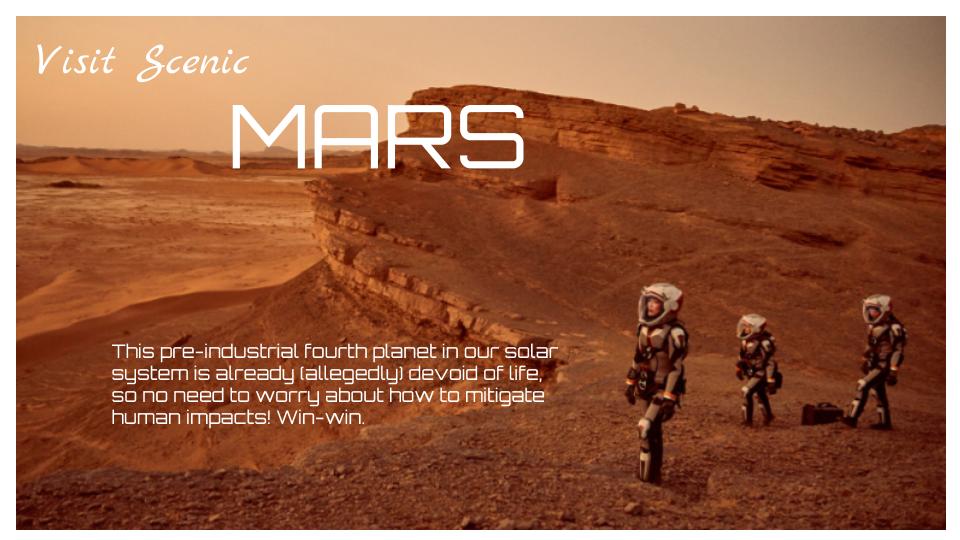 Visit Scenic
MARS
This pre-industrial fourth planet in our solar
system is already (allegedly) devoid of life,
so no need to worry about how to mitigate
human impacts! Win-win.